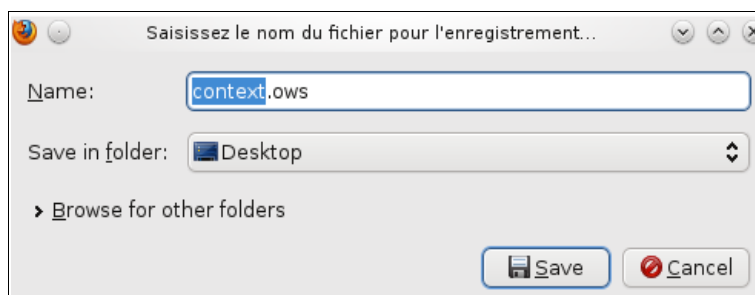 Saisissez le nom du fichier pour l'enregistrement...
Name: context.ows
Save in folder: Desktop
Browse for other folders
Save Cancel